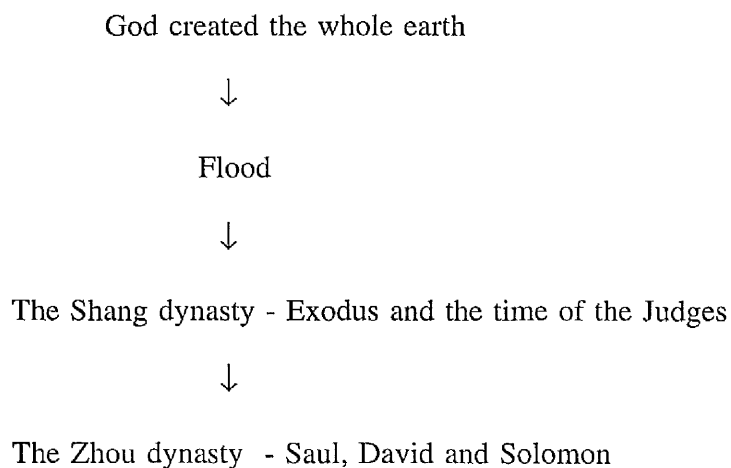 God created the whole earth
↓
Flood
↓
The Shang dynasty - Exodus and the time of the Judges
↓
The Zhou dynasty - Saul, David and Solomon